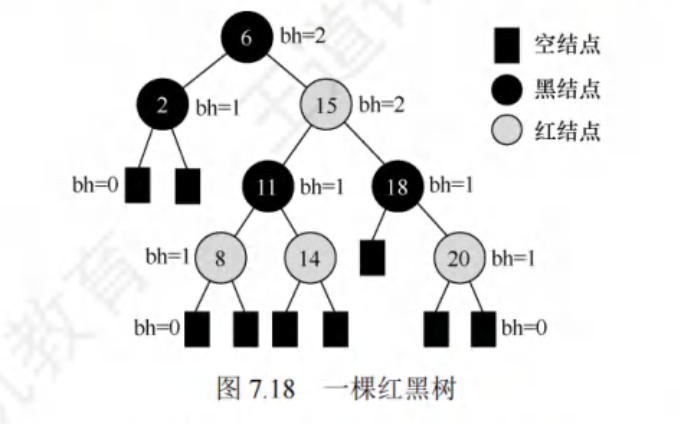 6 bh=2
空结点
2 bh=1
15 bh=2
黑结点
红结点
bh=0
11 bh=1
18 bh=1
bh=1 8
14
20 bh=1
bh=0
bh=0
图 7.18 一棵红黑树